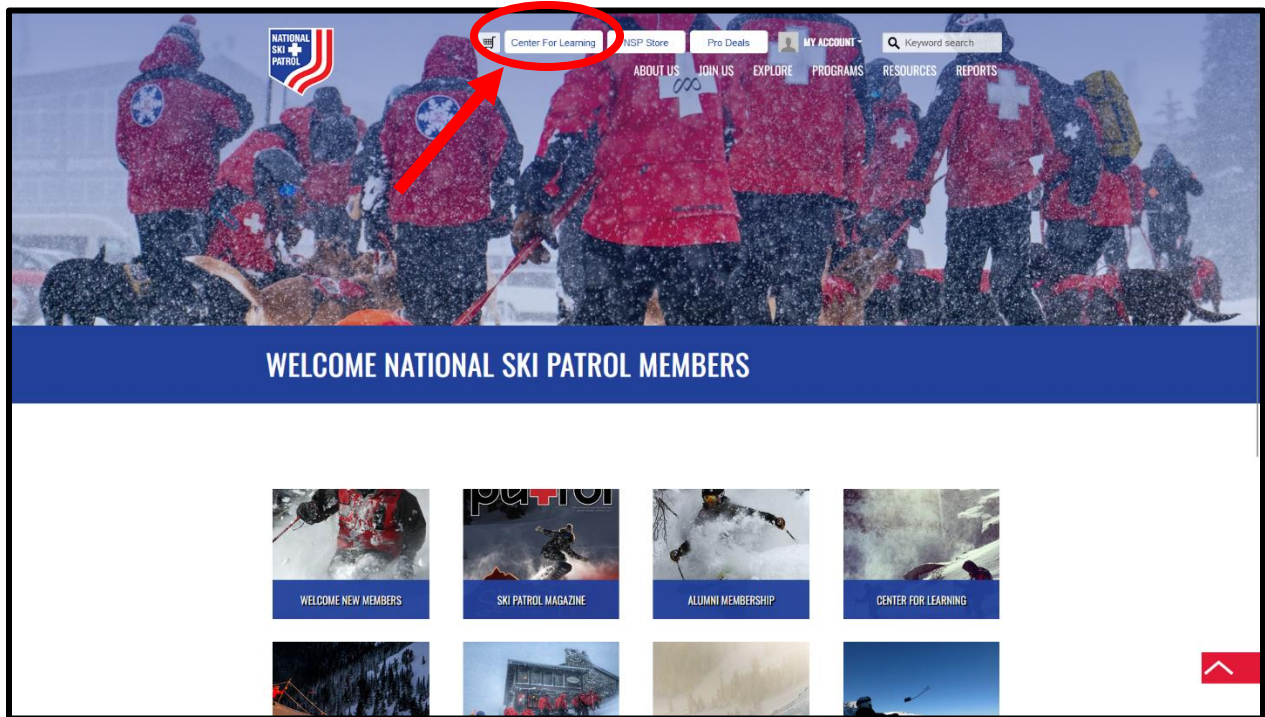 NATIONAL
SKI
PATROL
Center For Learning
NSP Store
Pro Deals
MY ACCOUNT
Keyword search
ABOUT US
JOIN US
EXPLORE
PROGRAMS
RESOURCES
REPORTS
WELCOME NATIONAL SKI PATROL MEMBERS
patrol
WELCOME NEW MEMBERS
SKI PATROL MAGAZINE
ALUMNI MEMBERSHIP
CENTER FOR LEARNING